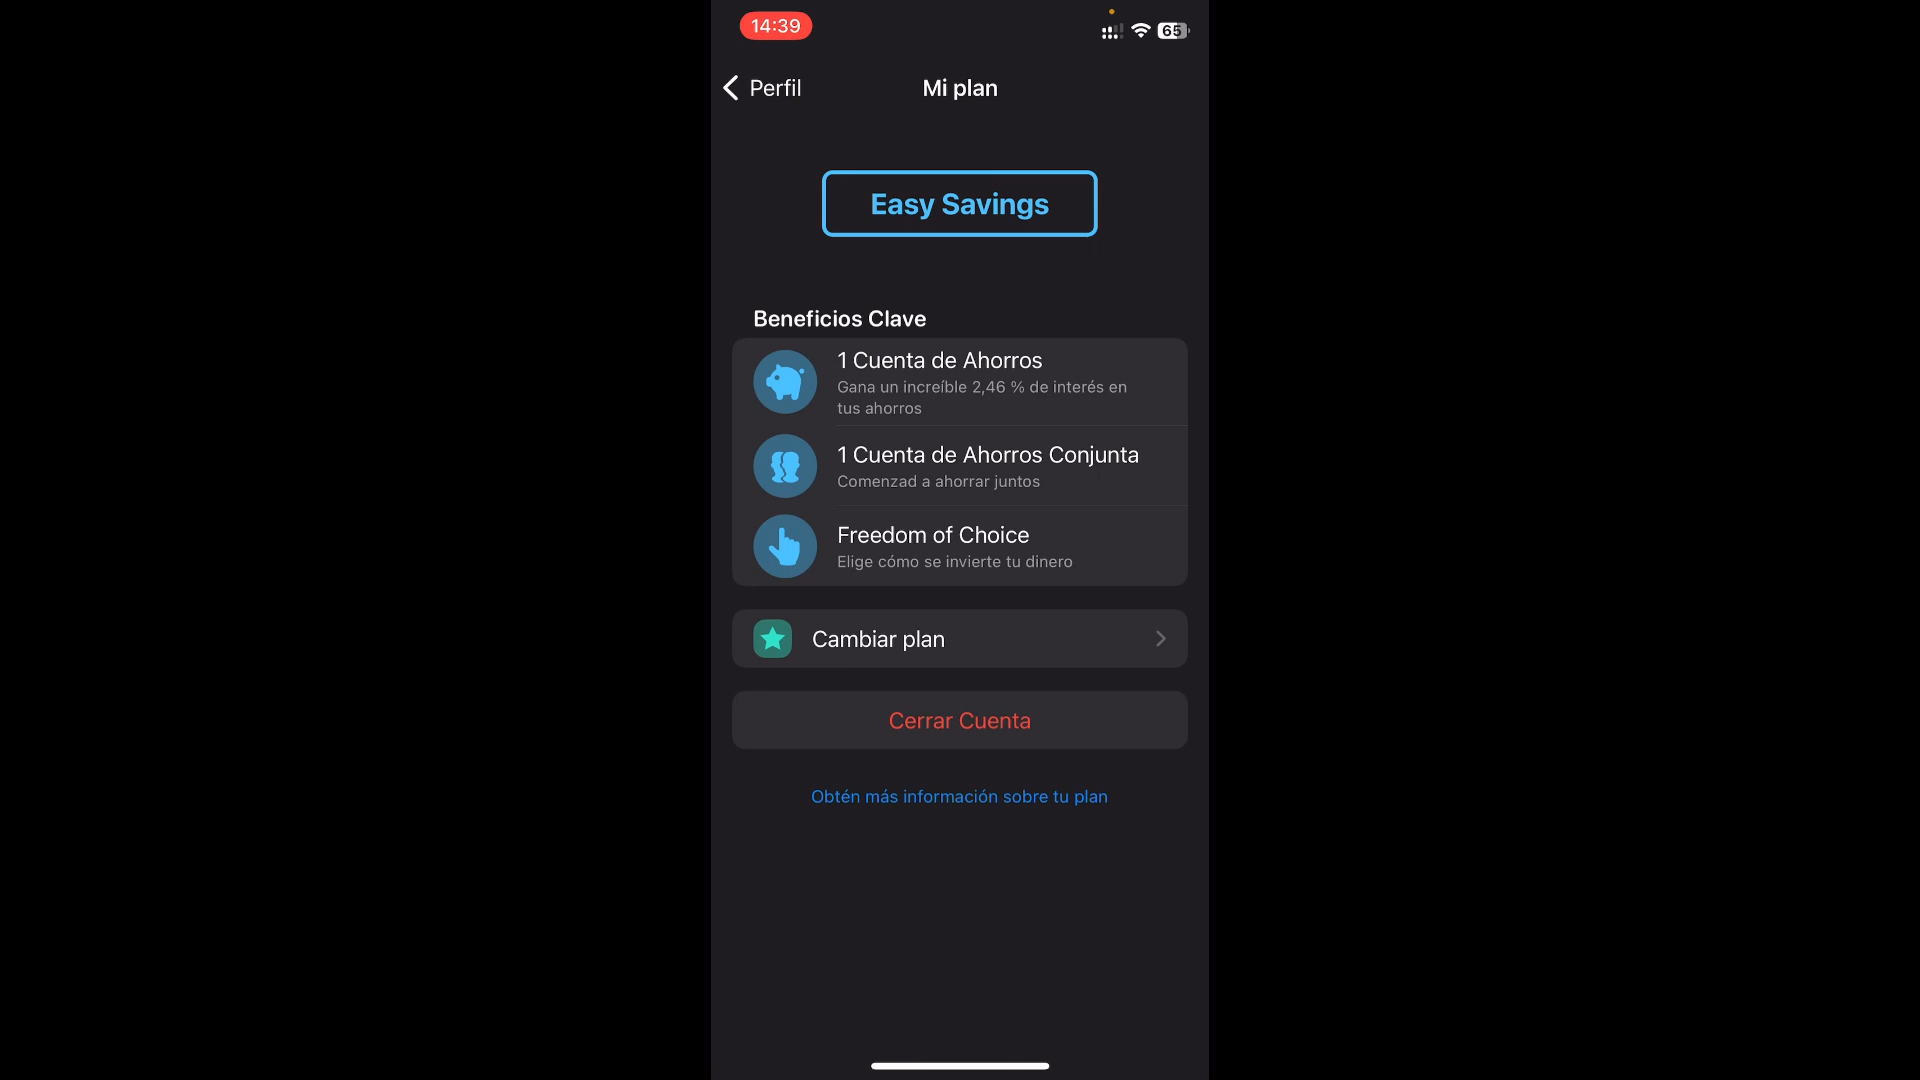 14:39
65
Perfil
Mi plan
Easy Savings
Beneficios Clave
1 Cuenta de Ahorros
Gana un increíble 2,46 % de interés en
tus ahorros
1 Cuenta de Ahorros Conjunta
Comenzad a ahorrar juntos
Freedom of Choice
Elige cómo se invierte tu dinero
Cambiar plan
Cerrar Cuenta
Obtén más información sobre tu plan